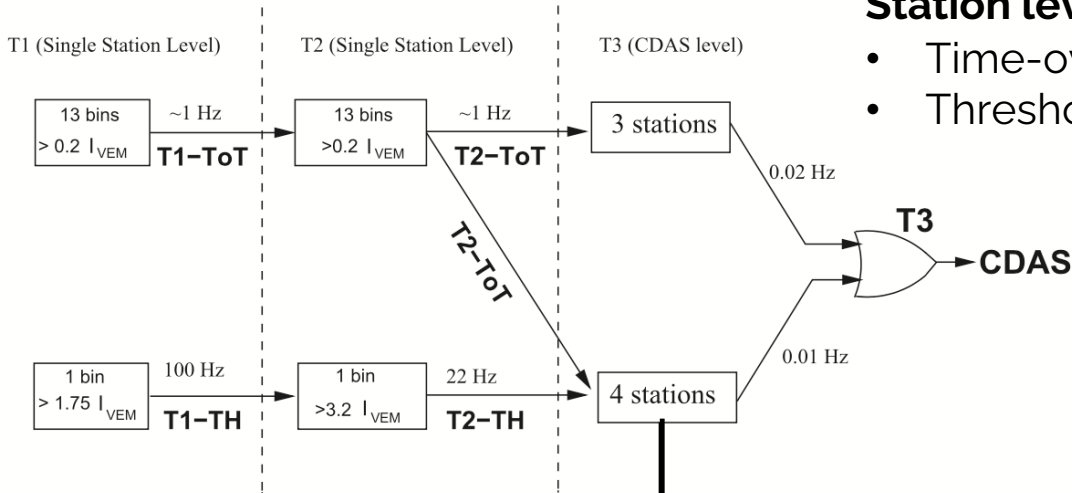 Station lev
T1 (Single Station Level) T2 (Single Station Level) T3 (CDAS level)
• Time-ov
• Thresho
13 bins
> 0.2 I VEM
~1 Hz
T1−ToT
13 bins
>0.2 I VEM
~1 Hz
T2−ToT
3 stations
0.02 Hz
T3
CDAS
T2−ToT
0.01 Hz
1 bin
> 1.75 I VEM
100 Hz
T1−TH
1 bin
>3.2 I VEM
22 Hz
T2−TH
4 stations